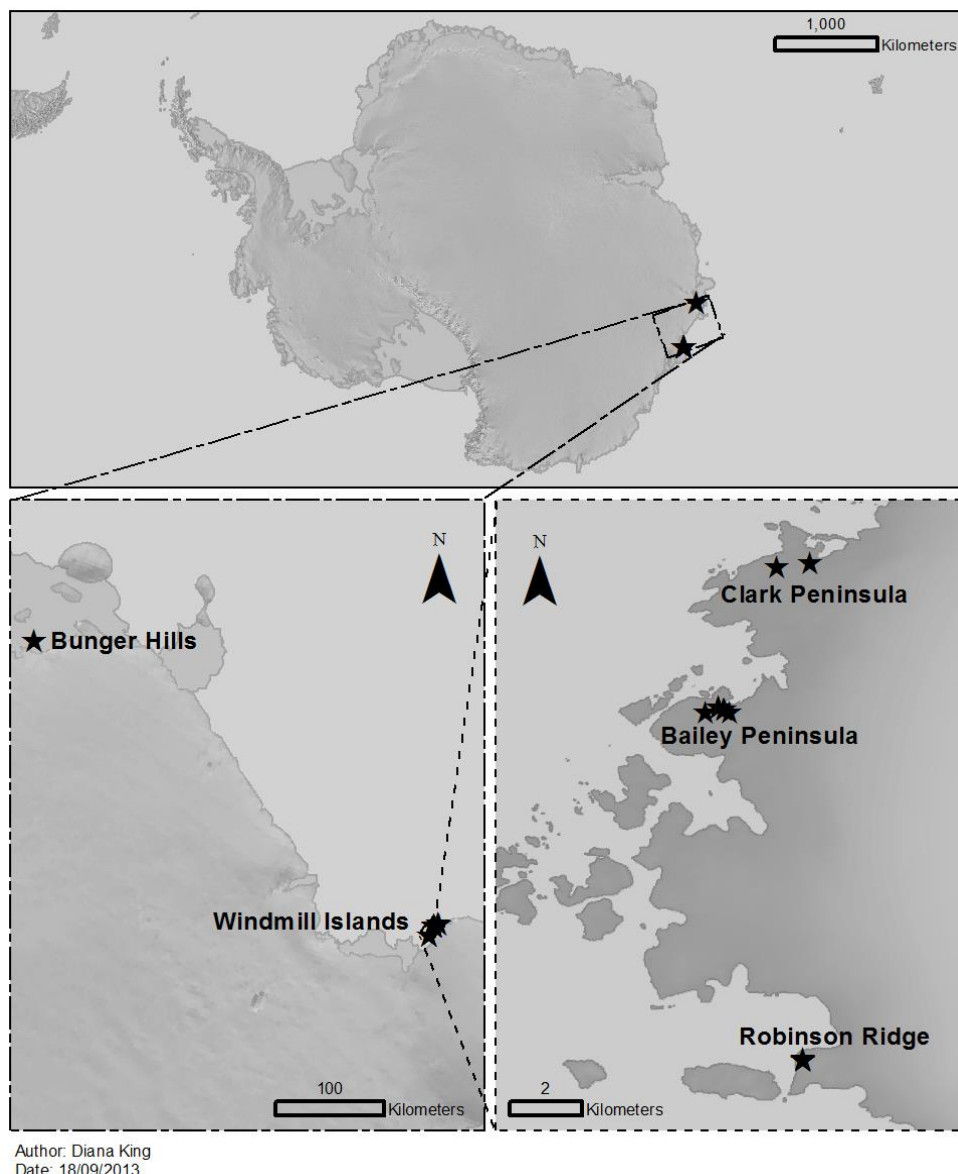 1,000
Kilometers
N
Bunger Hills
Windmill Islands
100
Kilometers
N
Clark Peninsula
Bailey Peninsula
Robinson Ridge
2
Kilometers
Author: Diana King
Date: 18/09/2013